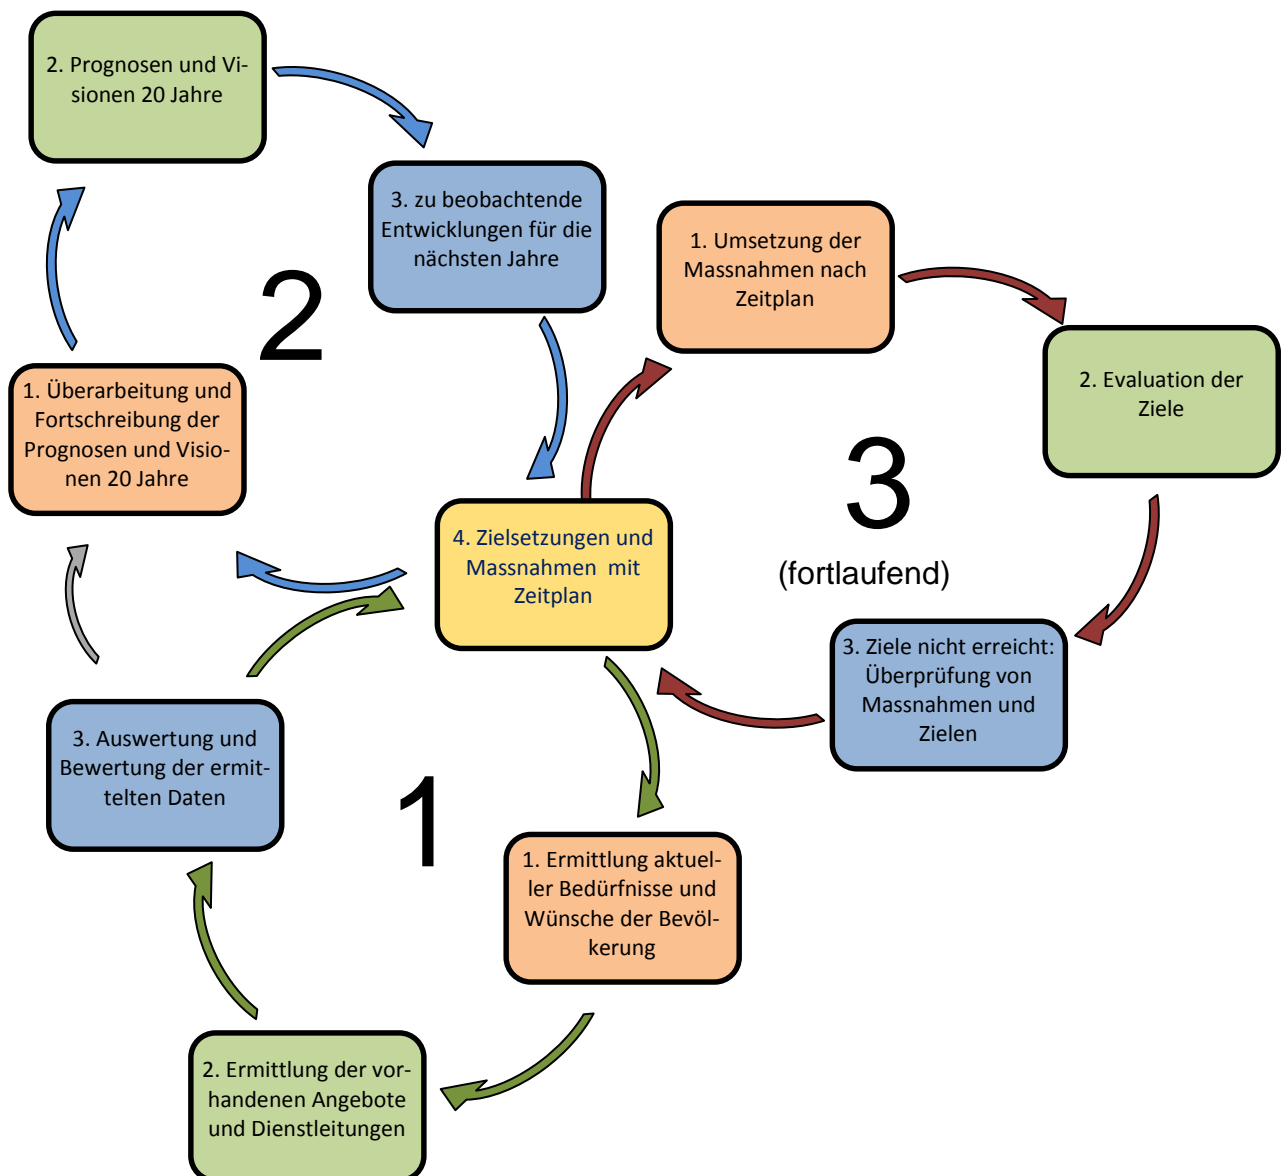 2. Prognosen und Vi-
sionen 20 Jahre
3. zu beobachtende
Entwicklungen für die
nächsten Jahre
2
1. Überarbeitung und
Fortschreibung der
Prognosen und Visio-
nen 20 Jahre
1. Umsetzung der
Massnahmen nach
Zeitplan
2. Evaluation der
Ziele
3
(fortlaufend)
4. Zielsetzungen und
Massnahmen mit
Zeitplan
3. Ziele nicht erreicht:
Überprüfung von
Massnahmen und
Zielen
3. Auswertung und
Bewertung der ermit-
telten Daten
1
1. Ermittlung aktuel-
ler Bedürfnisse und
Wünsche der Bevöl-
kerung
2. Ermittlung der vor-
handenen Angebote
und Dienstleitungen